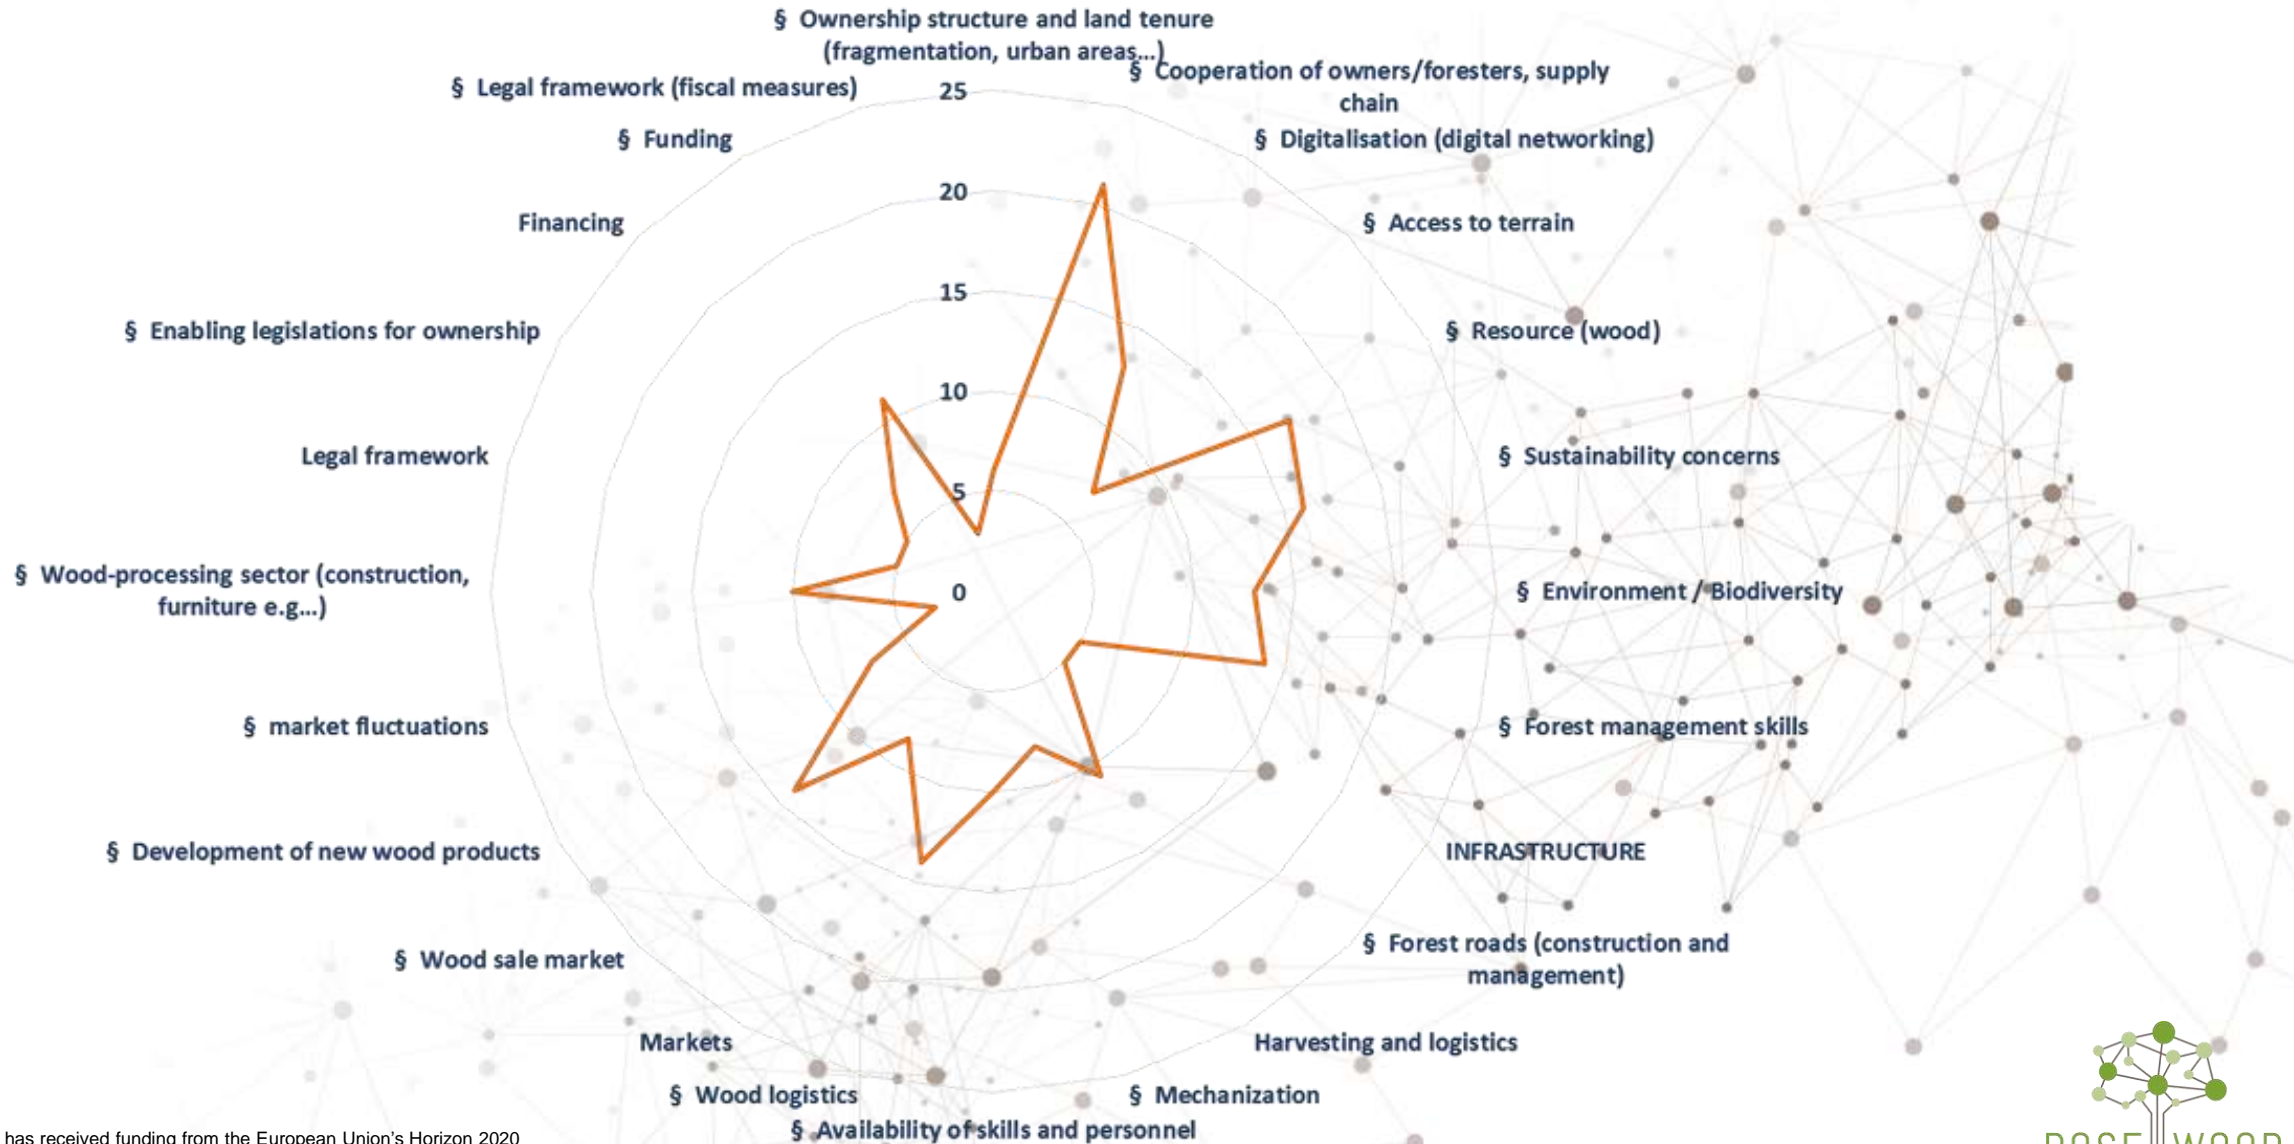 § Ownership structure and land tenure
(fragmentation, urban areas...)
§ Cooperation of owners/foresters, supply
chain
§ Legal framework (fiscal measures)
25
§ Funding
§ Digitalisation (digital networking)
20
Financing
§ Access to terrain
15
§ Enabling legislations for ownership
§ Resource (wood)
10
Legal framework
§ Sustainability concerns
5
§ Wood-processing sector (construction,
furniture e.g...)
0
§ Environment / Biodiversity
§ market fluctuations
§ Forest management skills
§ Development of new wood products
INFRASTRUCTURE
§ Wood sale market
§ Forest roads (construction and
management)
Markets
Harvesting and logistics
§ Wood logistics
§ Mechanization
§ Availability of skills and personnel
has received funding from the European Union's Horizon 2020
ROSEWOOD